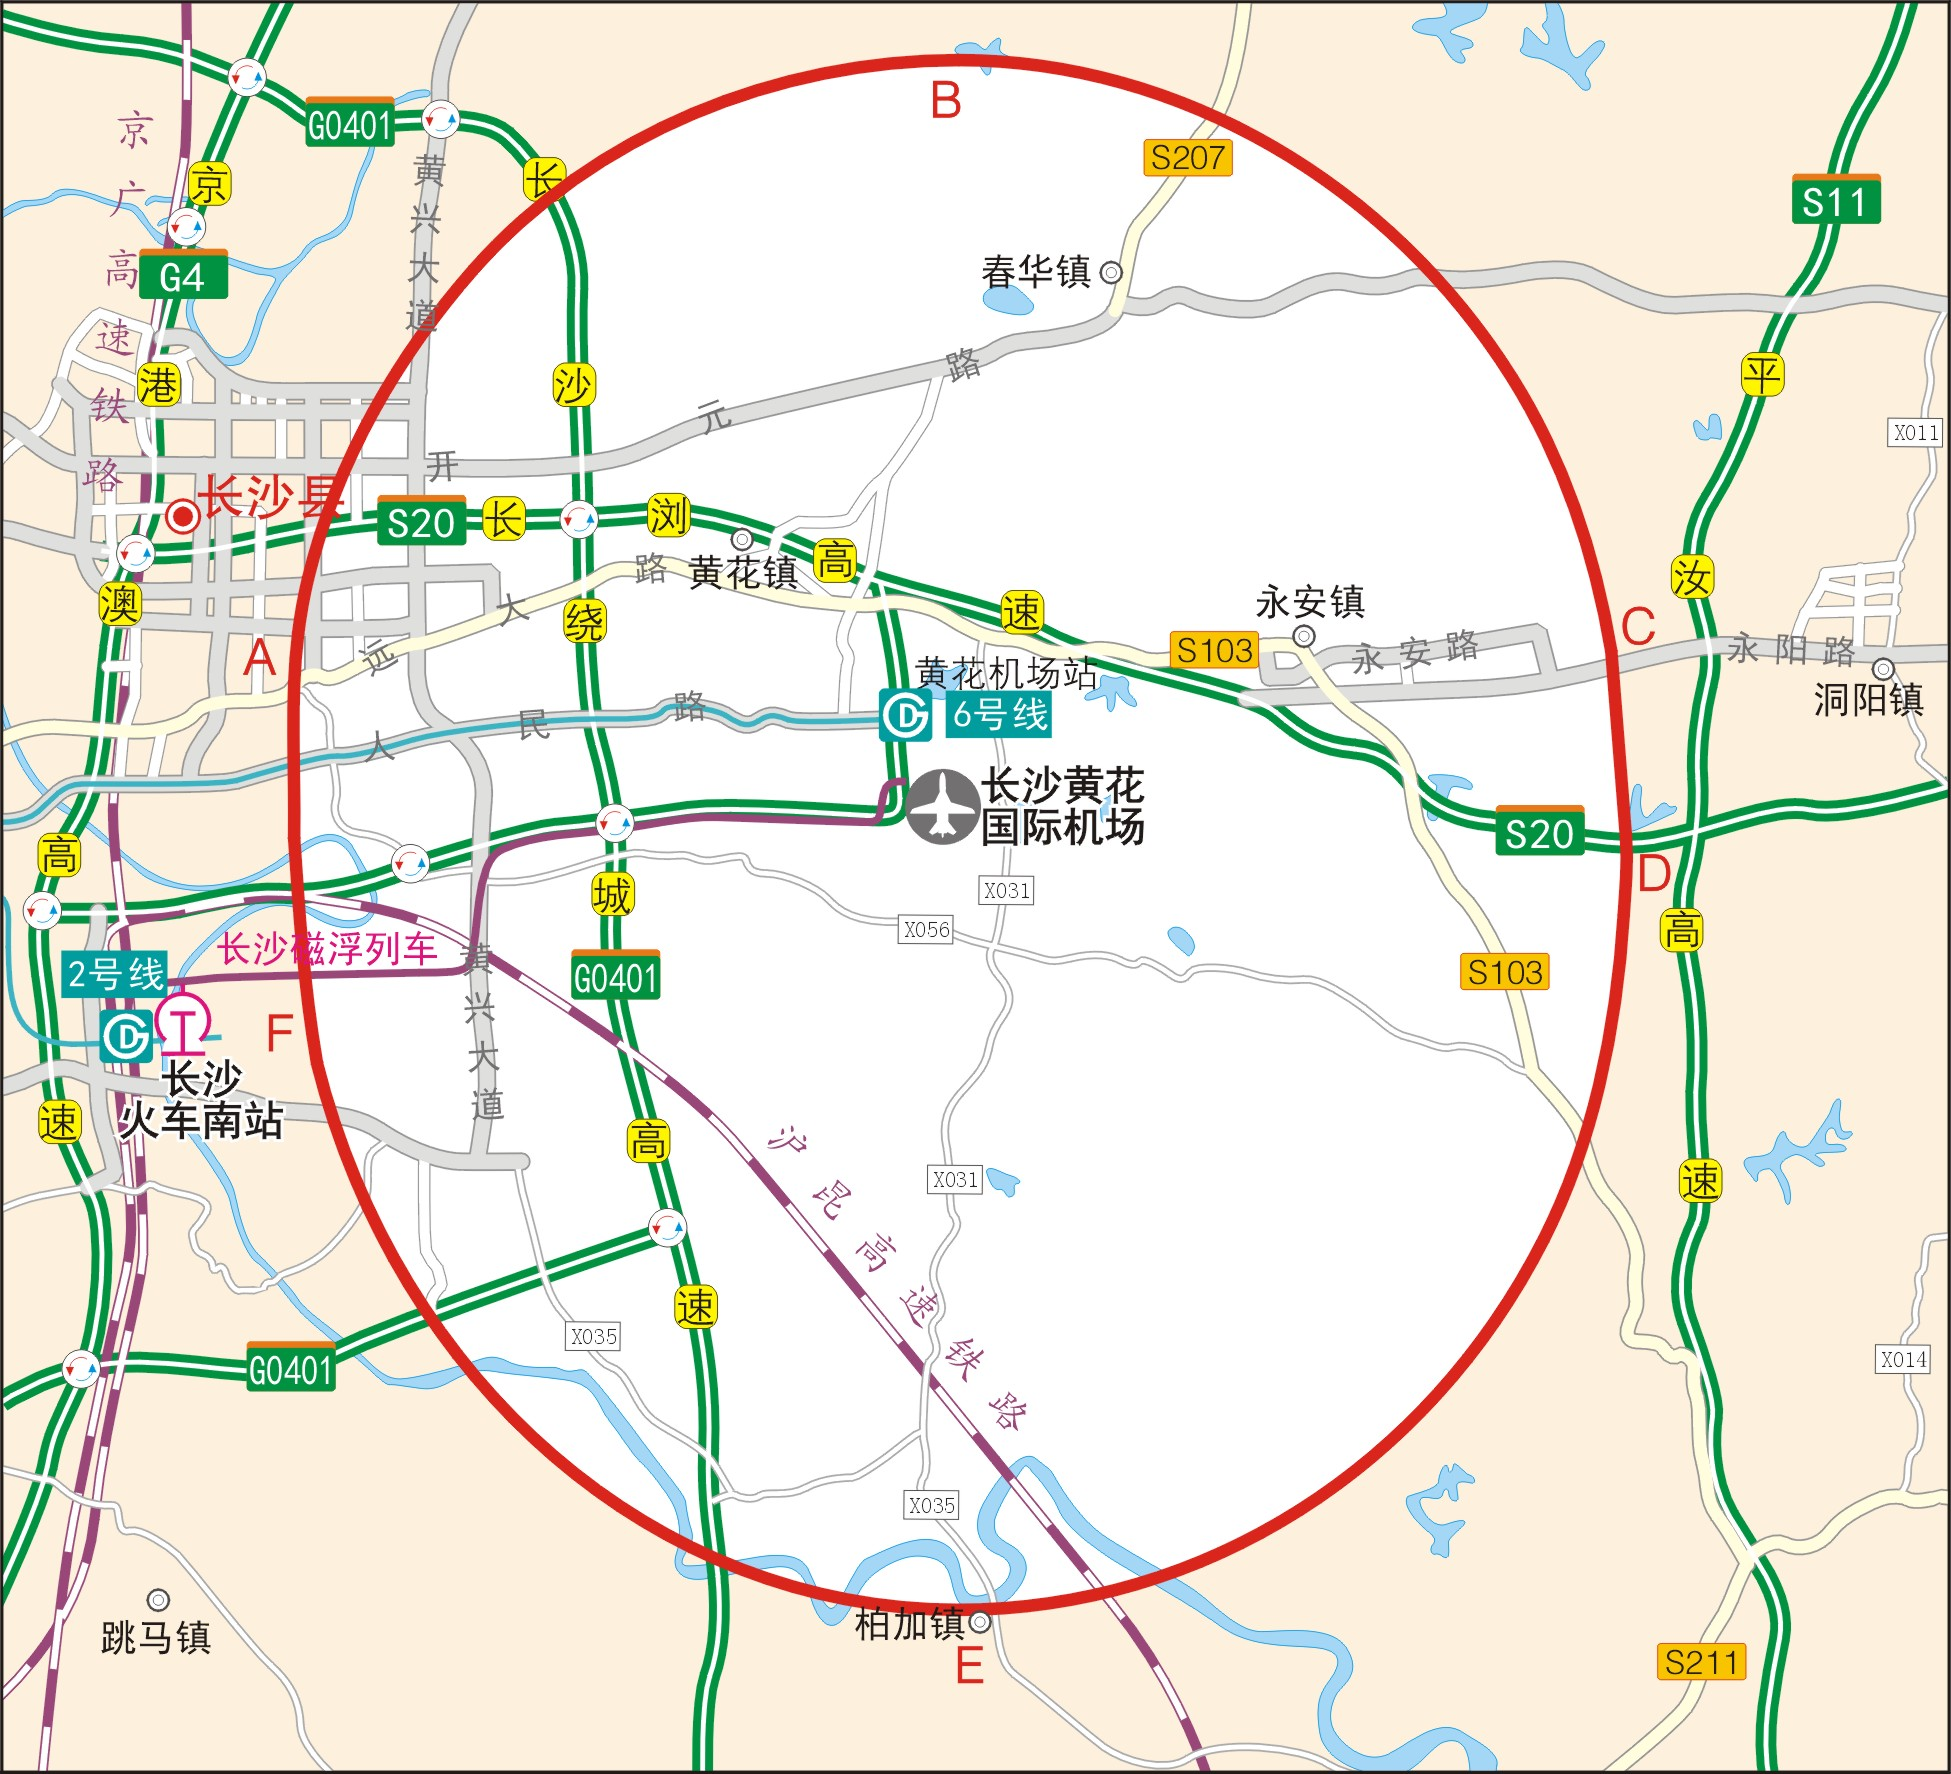 B
G0401
京广高速铁路
京港澳高速
黄兴大道
长沙绕城高速
S207
S11
平汝高速
春华镇
G4
开元路
X011
长沙县
S20
长浏高速
黄花镇
永安镇
远大路
C
A
S103
永安路
永阳路
洞阳镇
黄花机场站
6号线
人民路
长沙黄花
国际机场
S20
D
X031
X056
G0401
S103
长沙磁浮列车
2号线
F
黄兴大道
长沙
火车南站
沪昆高速铁路
X031
X035
G0401
X014
X035
跳马镇
柏加镇
E
S211